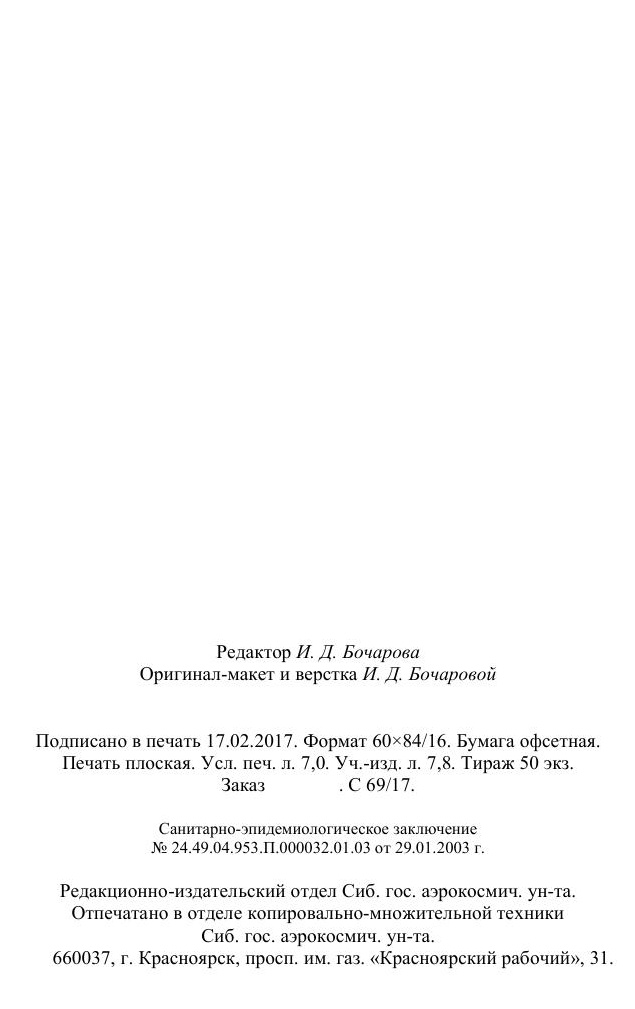 Редактор И. Д. Бочарова
Оригинал-макет и верстка И. Д. Бочаровой
Подписано в печать 17.02.2017. Формат 60×84/16. Бумага офсетная.
Печать плоская. Усл. печ. л. 7,0. Уч.-изд. л. 7,8. Тираж 50 экз.
Заказ . С 69/17.
Санитарно-эпидемиологическое заключение
№ 24.49.04.953.П.000032.01.03 от 29.01.2003 г.
Редакционно-издательский отдел Сиб. гос. аэрокосмич. ун-та.
Отпечатано в отделе копировально-множительной техники
Сиб. гос. аэрокосмич. ун-та.
660037, г. Красноярск, просп. им. газ. «Красноярский рабочий», 31.